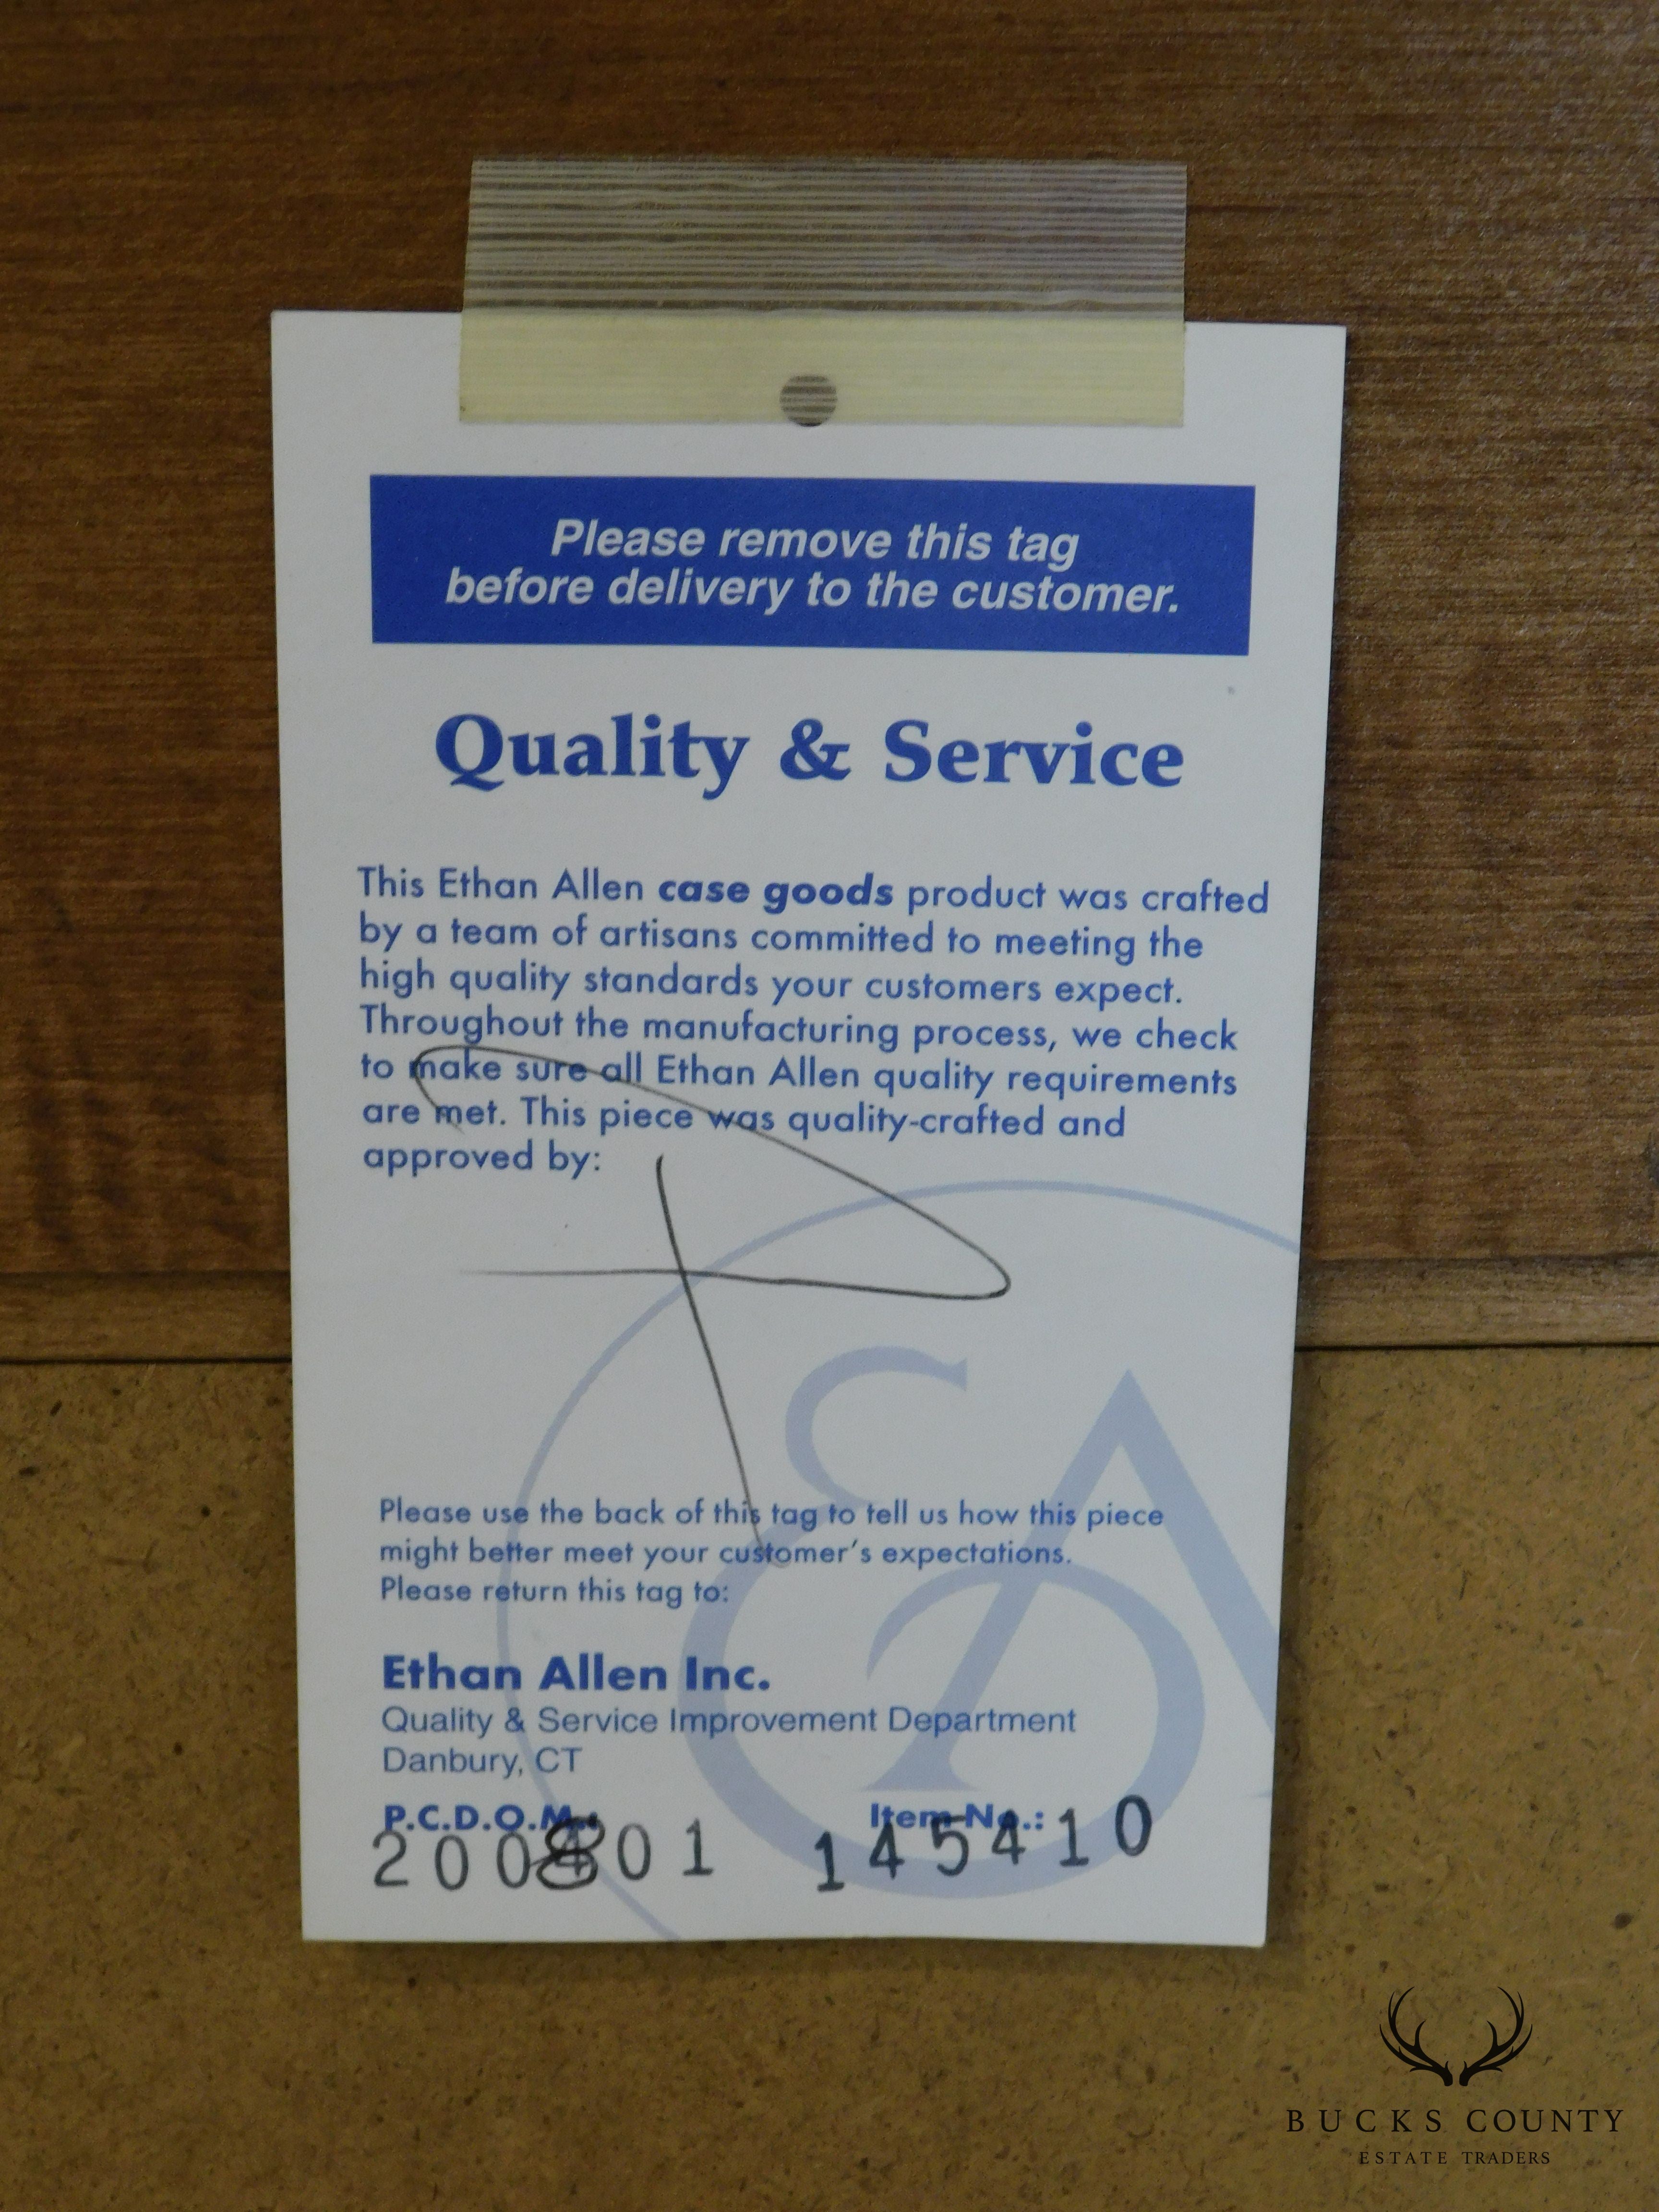 Please remove this tag
before delivery to the customer.
Quality & Service
This Ethan Allen case goods product was crafted
by a team of artisans committed to meeting the
high quality standards your customers expect.
Throughout the manufacturing process, we check
to make sure all Ethan Allen quality requirements
are met. This piece was quality-crafted and
approved by:
Please use the back of this tag to tell us how this piece
might better meet your customer's expectations.
Please return this tag to:
Ethan Allen Inc.
Quality & Service Improvement Department
Danbury, CT
P.C.D.O.M.: Item No.:
200801 145410
EA
BUCKS COUNTY
ESTATE TRADERS